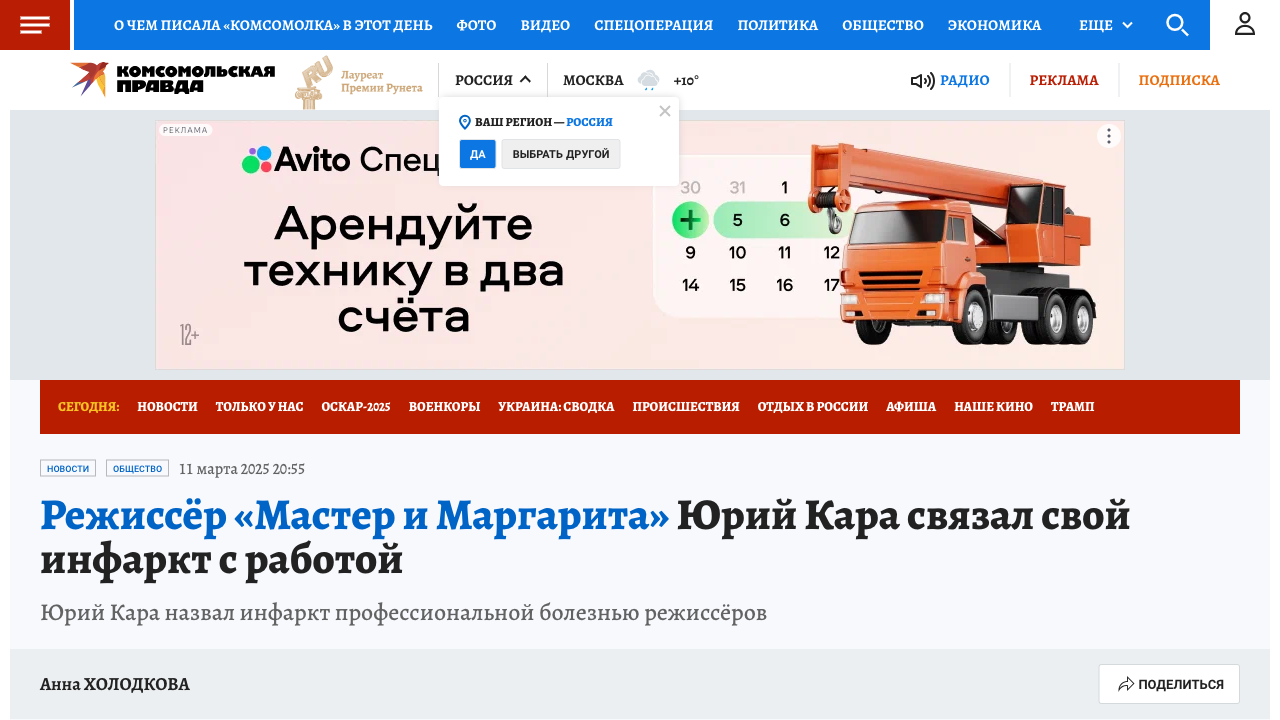 О ЧЕМ ПИСАЛА «КОМСОМОЛКА» В ЭТОТ ДЕНЬ ФОТО ВИДЕО СПЕЦОПЕРАЦИЯ ПОЛИТИКА ОБЩЕСТВО ЭКОНОМИКА ЕЩЕ
КОМСОМОЛЬСКАЯ
ПРАВДА
.RU
Лауреат
Премии Рунета
РОССИЯ МОСКВА +10° РАДИО РЕКЛАМА ПОДПИСКА
ВАШ РЕГИОН — РОССИЯ
ДА ВЫБРАТЬ ДРУГОЙ
РЕКЛАМА
Avito Спец
Арендуйте
технику в два
счёта
12+
30 31 1 2
+ 5 6
9 10 11 12
14 15 16 17
СЕГОДНЯ: НОВОСТИ ТОЛЬКО У НАС ОСКАР-2025 ВОЕНКОРЫ УКРАИНА: СВОДКА ПРОИСШЕСТВИЯ ОТДЫХ В РОССИИ АФИША НАШЕ КИНО ТРАМП
НОВОСТИ ОБЩЕСТВО 11 марта 2025 20:55
Режиссёр «Мастер и Маргарита» Юрий Кара связал свой
инфаркт с работой
Юрий Кара назвал инфаркт профессиональной болезнью режиссёров
Анна ХОЛОДКОВА
ПОДЕЛИТЬСЯ